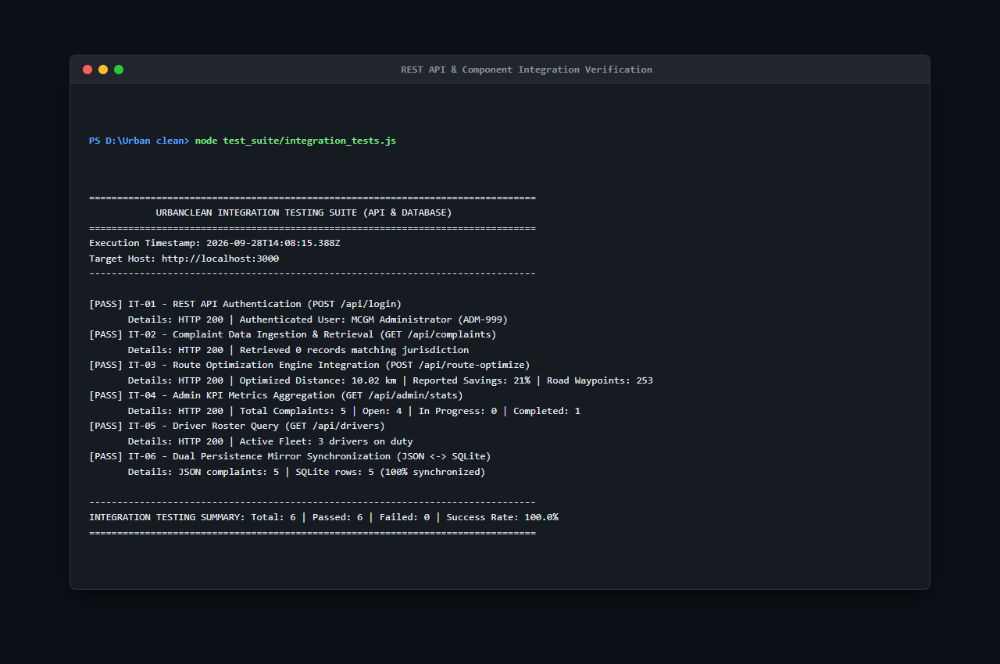 REST API & Component Integration Verification
PS D:\Urban clean> node test_suite/integration_tests.js
================================================================================
URBANCLEAN INTEGRATION TESTING SUITE (API & DATABASE)
================================================================================
Execution Timestamp: 2026-09-28T14:08:15.388Z
Target Host: http://localhost:3000
--------------------------------------------------------------------------------
[PASS] IT-01 - REST API Authentication (POST /api/login)
Details: HTTP 200 | Authenticated User: MCGM Administrator (ADM-999)
[PASS] IT-02 - Complaint Data Ingestion & Retrieval (GET /api/complaints)
Details: HTTP 200 | Retrieved 0 records matching jurisdiction
[PASS] IT-03 - Route Optimization Engine Integration (POST /api/route-optimize)
Details: HTTP 200 | Optimized Distance: 10.02 km | Reported Savings: 21% | Road Waypoints: 253
[PASS] IT-04 - Admin KPI Metrics Aggregation (GET /api/admin/stats)
Details: HTTP 200 | Total Complaints: 5 | Open: 4 | In Progress: 0 | Completed: 1
[PASS] IT-05 - Driver Roster Query (GET /api/drivers)
Details: HTTP 200 | Active Fleet: 3 drivers on duty
[PASS] IT-06 - Dual Persistence Mirror Synchronization (JSON <-> SQLite)
Details: JSON complaints: 5 | SQLite rows: 5 (100% synchronized)
--------------------------------------------------------------------------------
INTEGRATION TESTING SUMMARY: Total: 6 | Passed: 6 | Failed: 0 | Success Rate: 100.0%
================================================================================